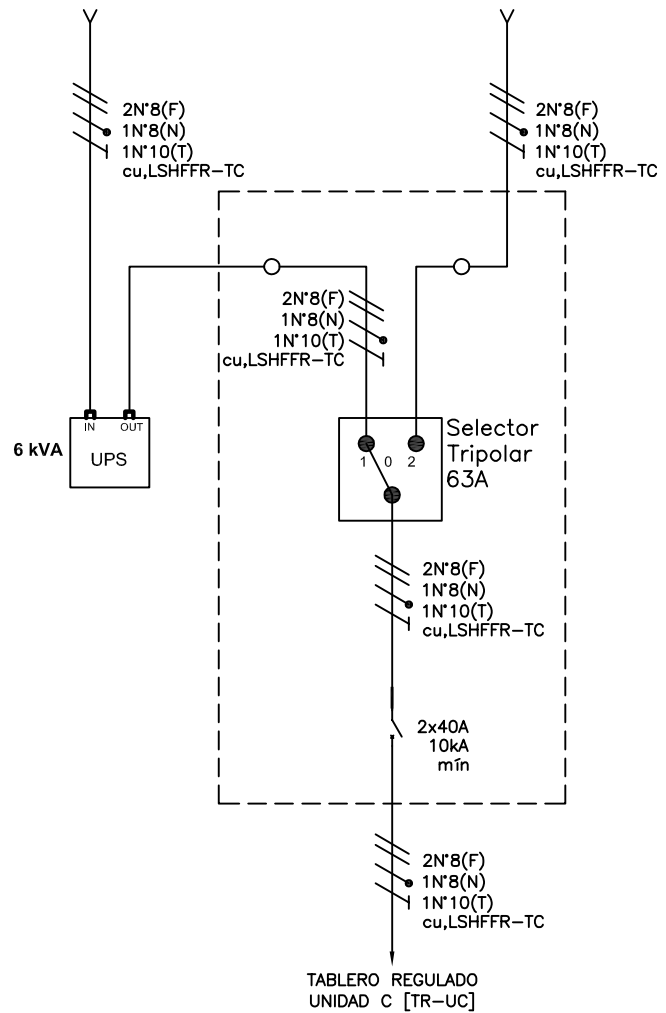 2N°8(F)
1N°8(N)
1N°10(T)
cu,LSHFFR-TC
2N°8(F)
1N°8(N)
1N°10(T)
cu,LSHFFR-TC
2N°8(F)
1N°8(N)
1N°10(T)
cu,LSHFFR-TC
IN
OUT
6 kVA
UPS
1 0 2
Selector
Tripolar
63A
2N°8(F)
1N°8(N)
1N°10(T)
cu,LSHFFR-TC
2x40A
10kA
mín
2N°8(F)
1N°8(N)
1N°10(T)
cu,LSHFFR-TC
TABLERO REGULADO
UNIDAD C [TR-UC]